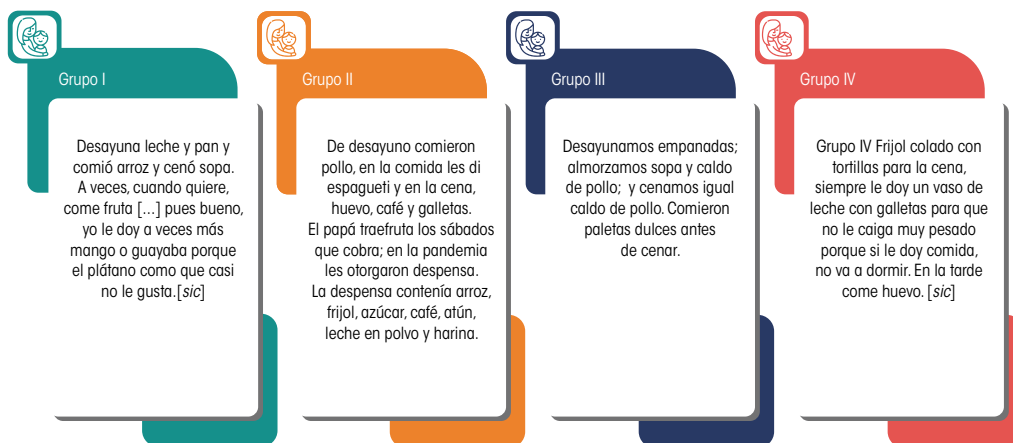 Grupo I
Desayuna leche y pan y
comió arroz y cenó sopa.
A veces, cuando quiere,
come fruta [...] pues bueno,
yo le doy a veces más
mango o guayaba porque
el plátano como que casi
no le gusta.[sic]
Grupo II
De desayuno comieron
pollo, en la comida les di
espagueti y en la cena,
huevo, café y galletas.
El papá traefruta los sábados
que cobra; en la pandemia
les otorgaron despensa.
La despensa contenía arroz,
frijol, azúcar, café, atún,
leche en polvo y harina.
Grupo III
Desayunamos empanadas;
almorzamos sopa y caldo
de pollo; y cenamos igual
caldo de pollo. Comieron
paletas dulces antes
de cenar.
Grupo IV
Grupo IV Frijol colado con
tortillas para la cena,
siempre le doy un vaso de
leche con galletas para que
no le caiga muy pesado
porque si le doy comida,
no va a dormir. En la tarde
come huevo. [sic]